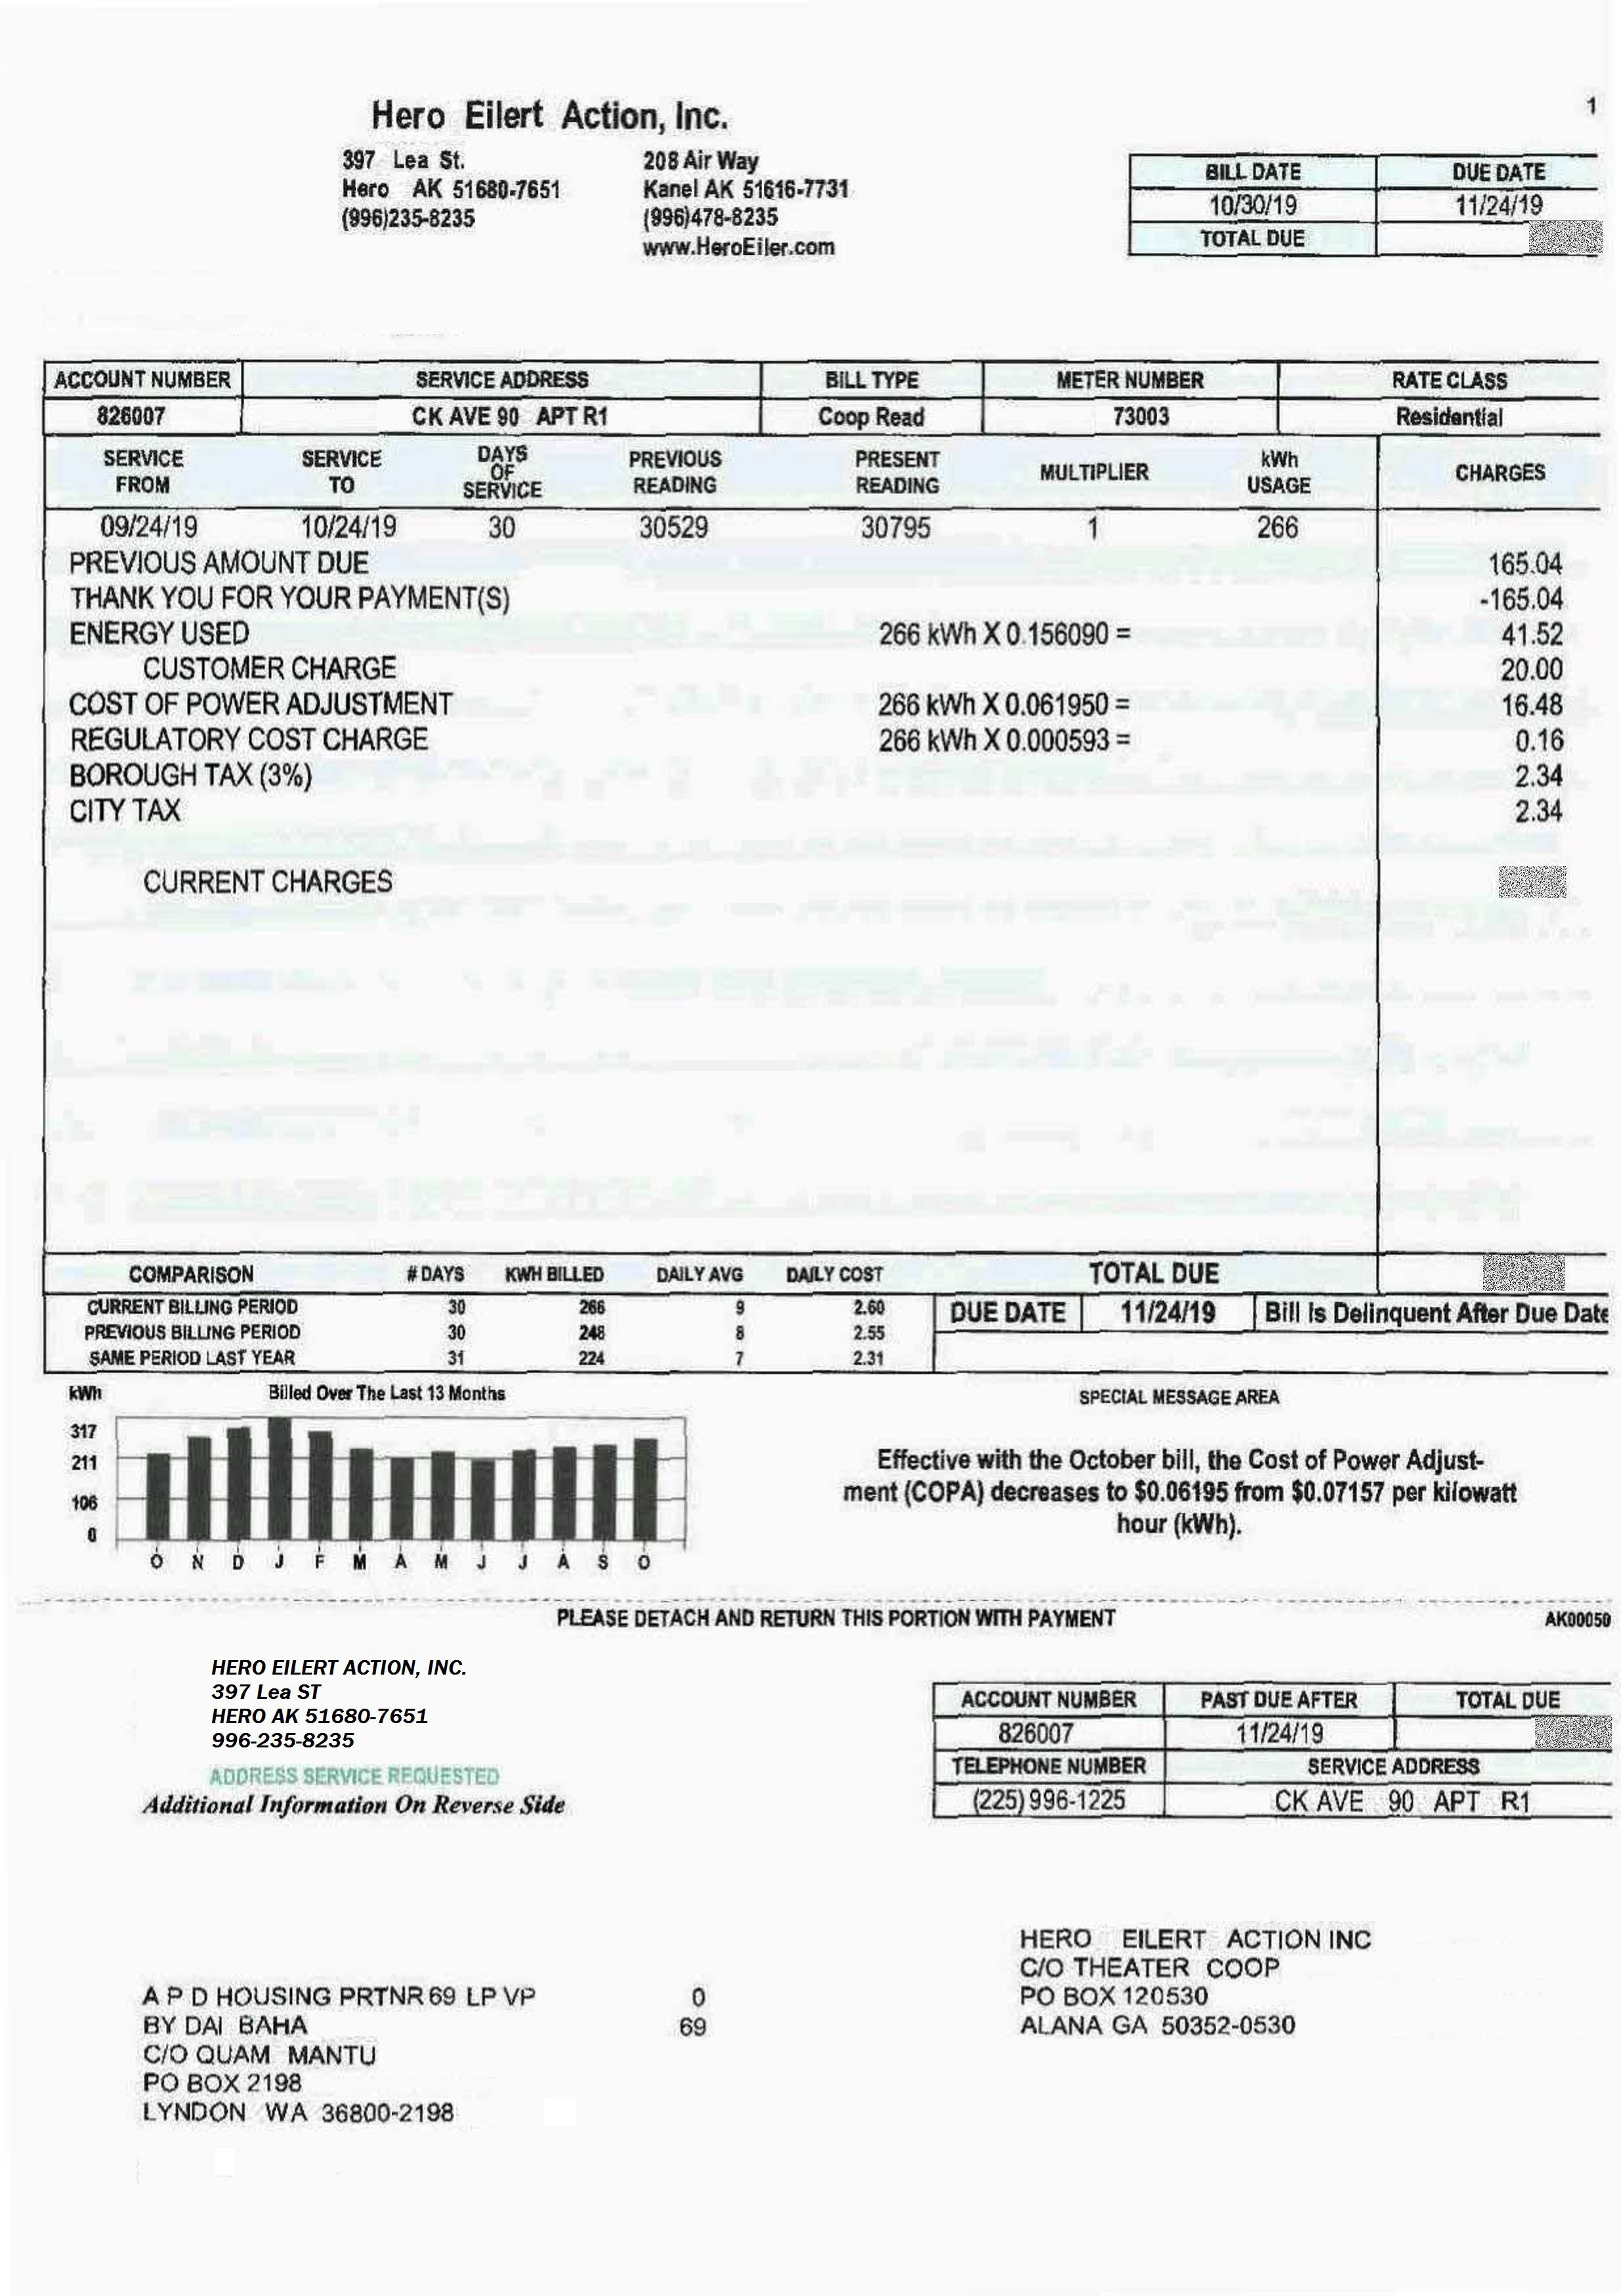 1
Hero Eilert Action, Inc.
397 Lea St. 208 Air Way
Hero AK 51680-7651 Kanel AK 51616-7731
(996)235-8235 (996)478-8235
www.HeroEiler.com
BILL DATE DUE DATE
10/30/19 11/24/19
TOTAL DUE
ACCOUNT NUMBER SERVICE ADDRESS BILL TYPE METER NUMBER RATE CLASS
826007 CK AVE 90 APT R1 Coop Read 73003 Residential
SERVICE FROM SERVICE TO DAYS OF SERVICE PREVIOUS READING PRESENT READING MULTIPLIER kWh USAGE CHARGES
09/24/19 10/24/19 30 30529 30795 1 266
PREVIOUS AMOUNT DUE 165.04
THANK YOU FOR YOUR PAYMENT(S) -165.04
ENERGY USED 266 kWh X 0.156090 = 41.52
CUSTOMER CHARGE 20.00
COST OF POWER ADJUSTMENT 266 kWh X 0.061950 = 16.48
REGULATORY COST CHARGE 266 kWh X 0.000593 = 0.16
BOROUGH TAX (3%) 2.34
CITY TAX 2.34
CURRENT CHARGES
COMPARISON # DAYS KWH BILLED DAILY AVG DAILY COST
CURRENT BILLING PERIOD 30 266 9 2.60
PREVIOUS BILLING PERIOD 30 248 8 2.55
SAME PERIOD LAST YEAR 31 224 7 2.31
TOTAL DUE
DUE DATE 11/24/19 Bill Is Delinquent After Due Date
kWh Billed Over The Last 13 Months
317
211
106
0
O N D J F M A M J J A S O
SPECIAL MESSAGE AREA
Effective with the October bill, the Cost of Power Adjust-
ment (COPA) decreases to $0.06195 from $0.07157 per kilowatt
hour (kWh).
PLEASE DETACH AND RETURN THIS PORTION WITH PAYMENT AK00050
HERO EILERT ACTION, INC.
397 Lea ST
HERO AK 51680-7651
996-235-8235
ADDRESS SERVICE REQUESTED
Additional Information On Reverse Side
ACCOUNT NUMBER PAST DUE AFTER TOTAL DUE
826007 11/24/19
TELEPHONE NUMBER SERVICE ADDRESS
(225)996-1225 CK AVE 90 APT R1
HERO EILERT ACTION INC
C/O THEATER COOP
PO BOX 120530
ALANA GA 50352-0530
A P D HOUSING PRTNR 69 LP VP 0
BY DAI BAHA 69
C/O QUAM MANTU
PO BOX 2198
LYNDON WA 36800-2198